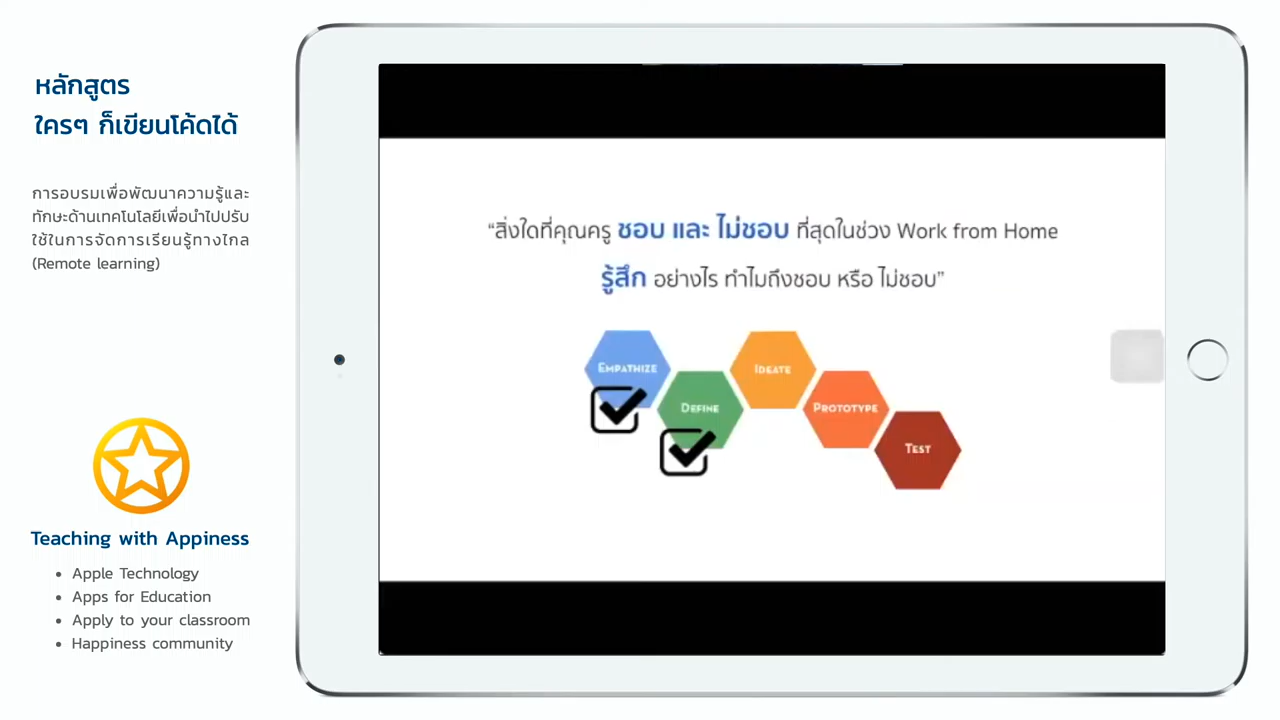 หลักสูตร
ใครๆ ก็เขียนโค้ดได้
การอบรมเพื่อพัฒนาความรู้และ
ทักษะด้านเทคโนโลยีเพื่อนำไปปรับ
ใช้ในการจัดการเรียนรู้ทางไกล
(Remote learning)
Teaching with Appiness
• Apple Technology
• Apps for Education
• Apply to your classroom
• Happiness community
“สิ่งใดที่คุณครู ชอบ และ ไม่ชอบ ที่สุดในช่วง Work from Home
รู้สึก อย่างไร ทำไมถึงชอบ หรือ ไม่ชอบ”
EMPATHIZE
DEFINE
IDEATE
PROTOTYPE
TEST